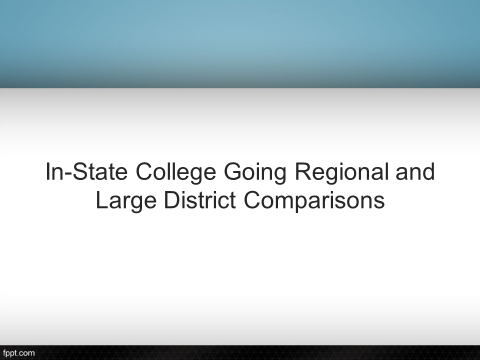 In-State College Going Regional and
Large District Comparisons
fppt.com